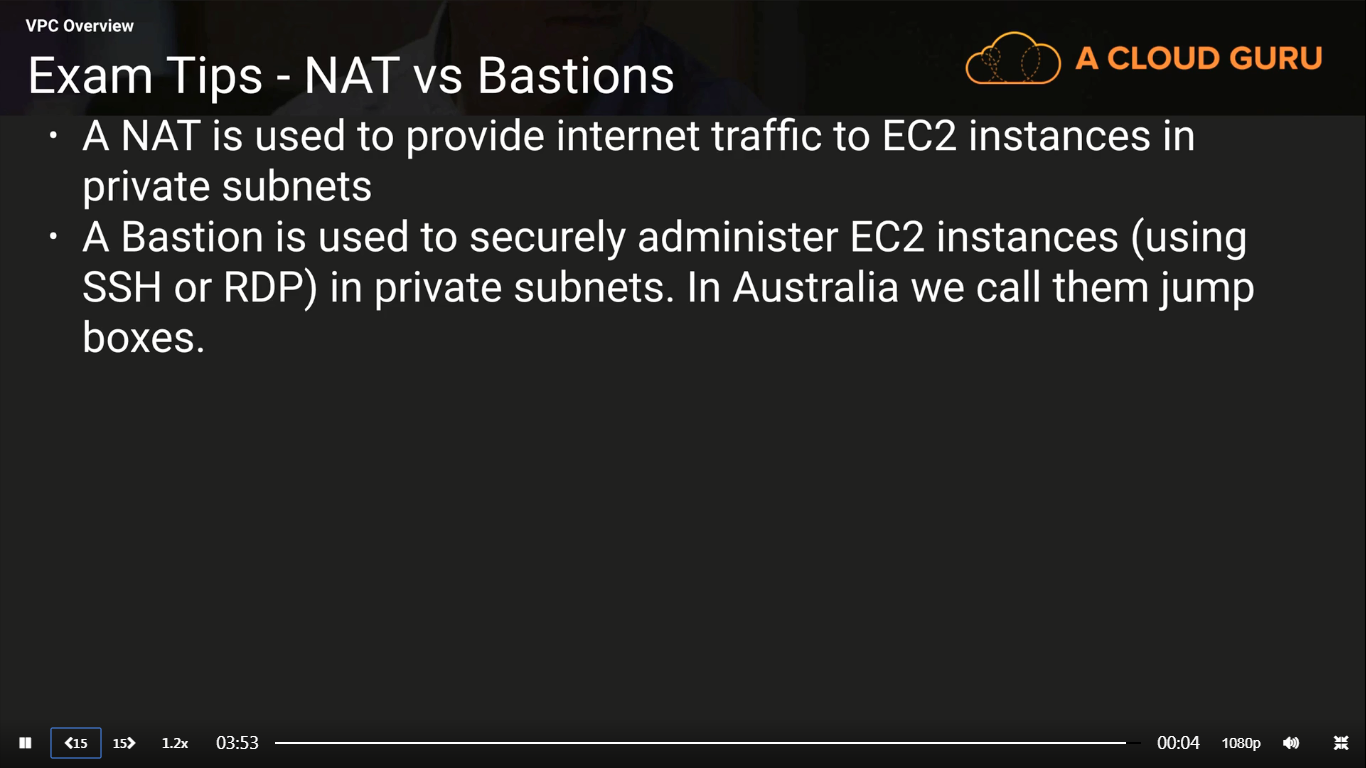 VPC Overview
Exam Tips - NAT vs Bastions
A CLOUD GURU
• A NAT is used to provide internet traffic to EC2 instances in
private subnets
• A Bastion is used to securely administer EC2 instances (using
SSH or RDP) in private subnets. In Australia we call them jump
boxes.
15 15 1.2x 03:53 00:04 1080p